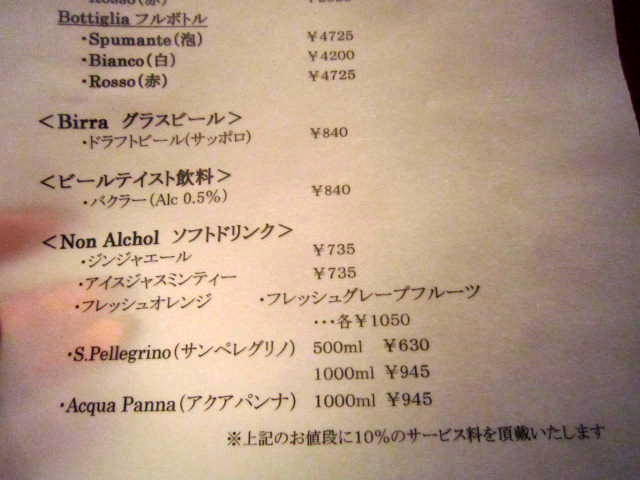 Rosso(赤)
Bottiglia フルボトル
・Spumante(泡) ￥4725
・Bianco(白) ￥4200
・Rosso(赤) ￥4725
＜Birra グラスビール＞
・ドラフトビール(サッポロ) ￥840
＜ビールテイスト飲料＞
・バクラー(Alc 0.5%) ￥840
＜Non Alchol ソフトドリンク＞
・ジンジャエール ￥735
・アイスジャスミンティー ￥735
・フレッシュオレンジ ・フレッシュグレープフルーツ
・・・各￥1050
・S.Pellegrino(サンペレグリノ) 500ml ￥630
1000ml ￥945
・Acqua Panna(アクアパンナ) 1000ml ￥945
※上記のお値段に10%のサービス料を頂戴いたします